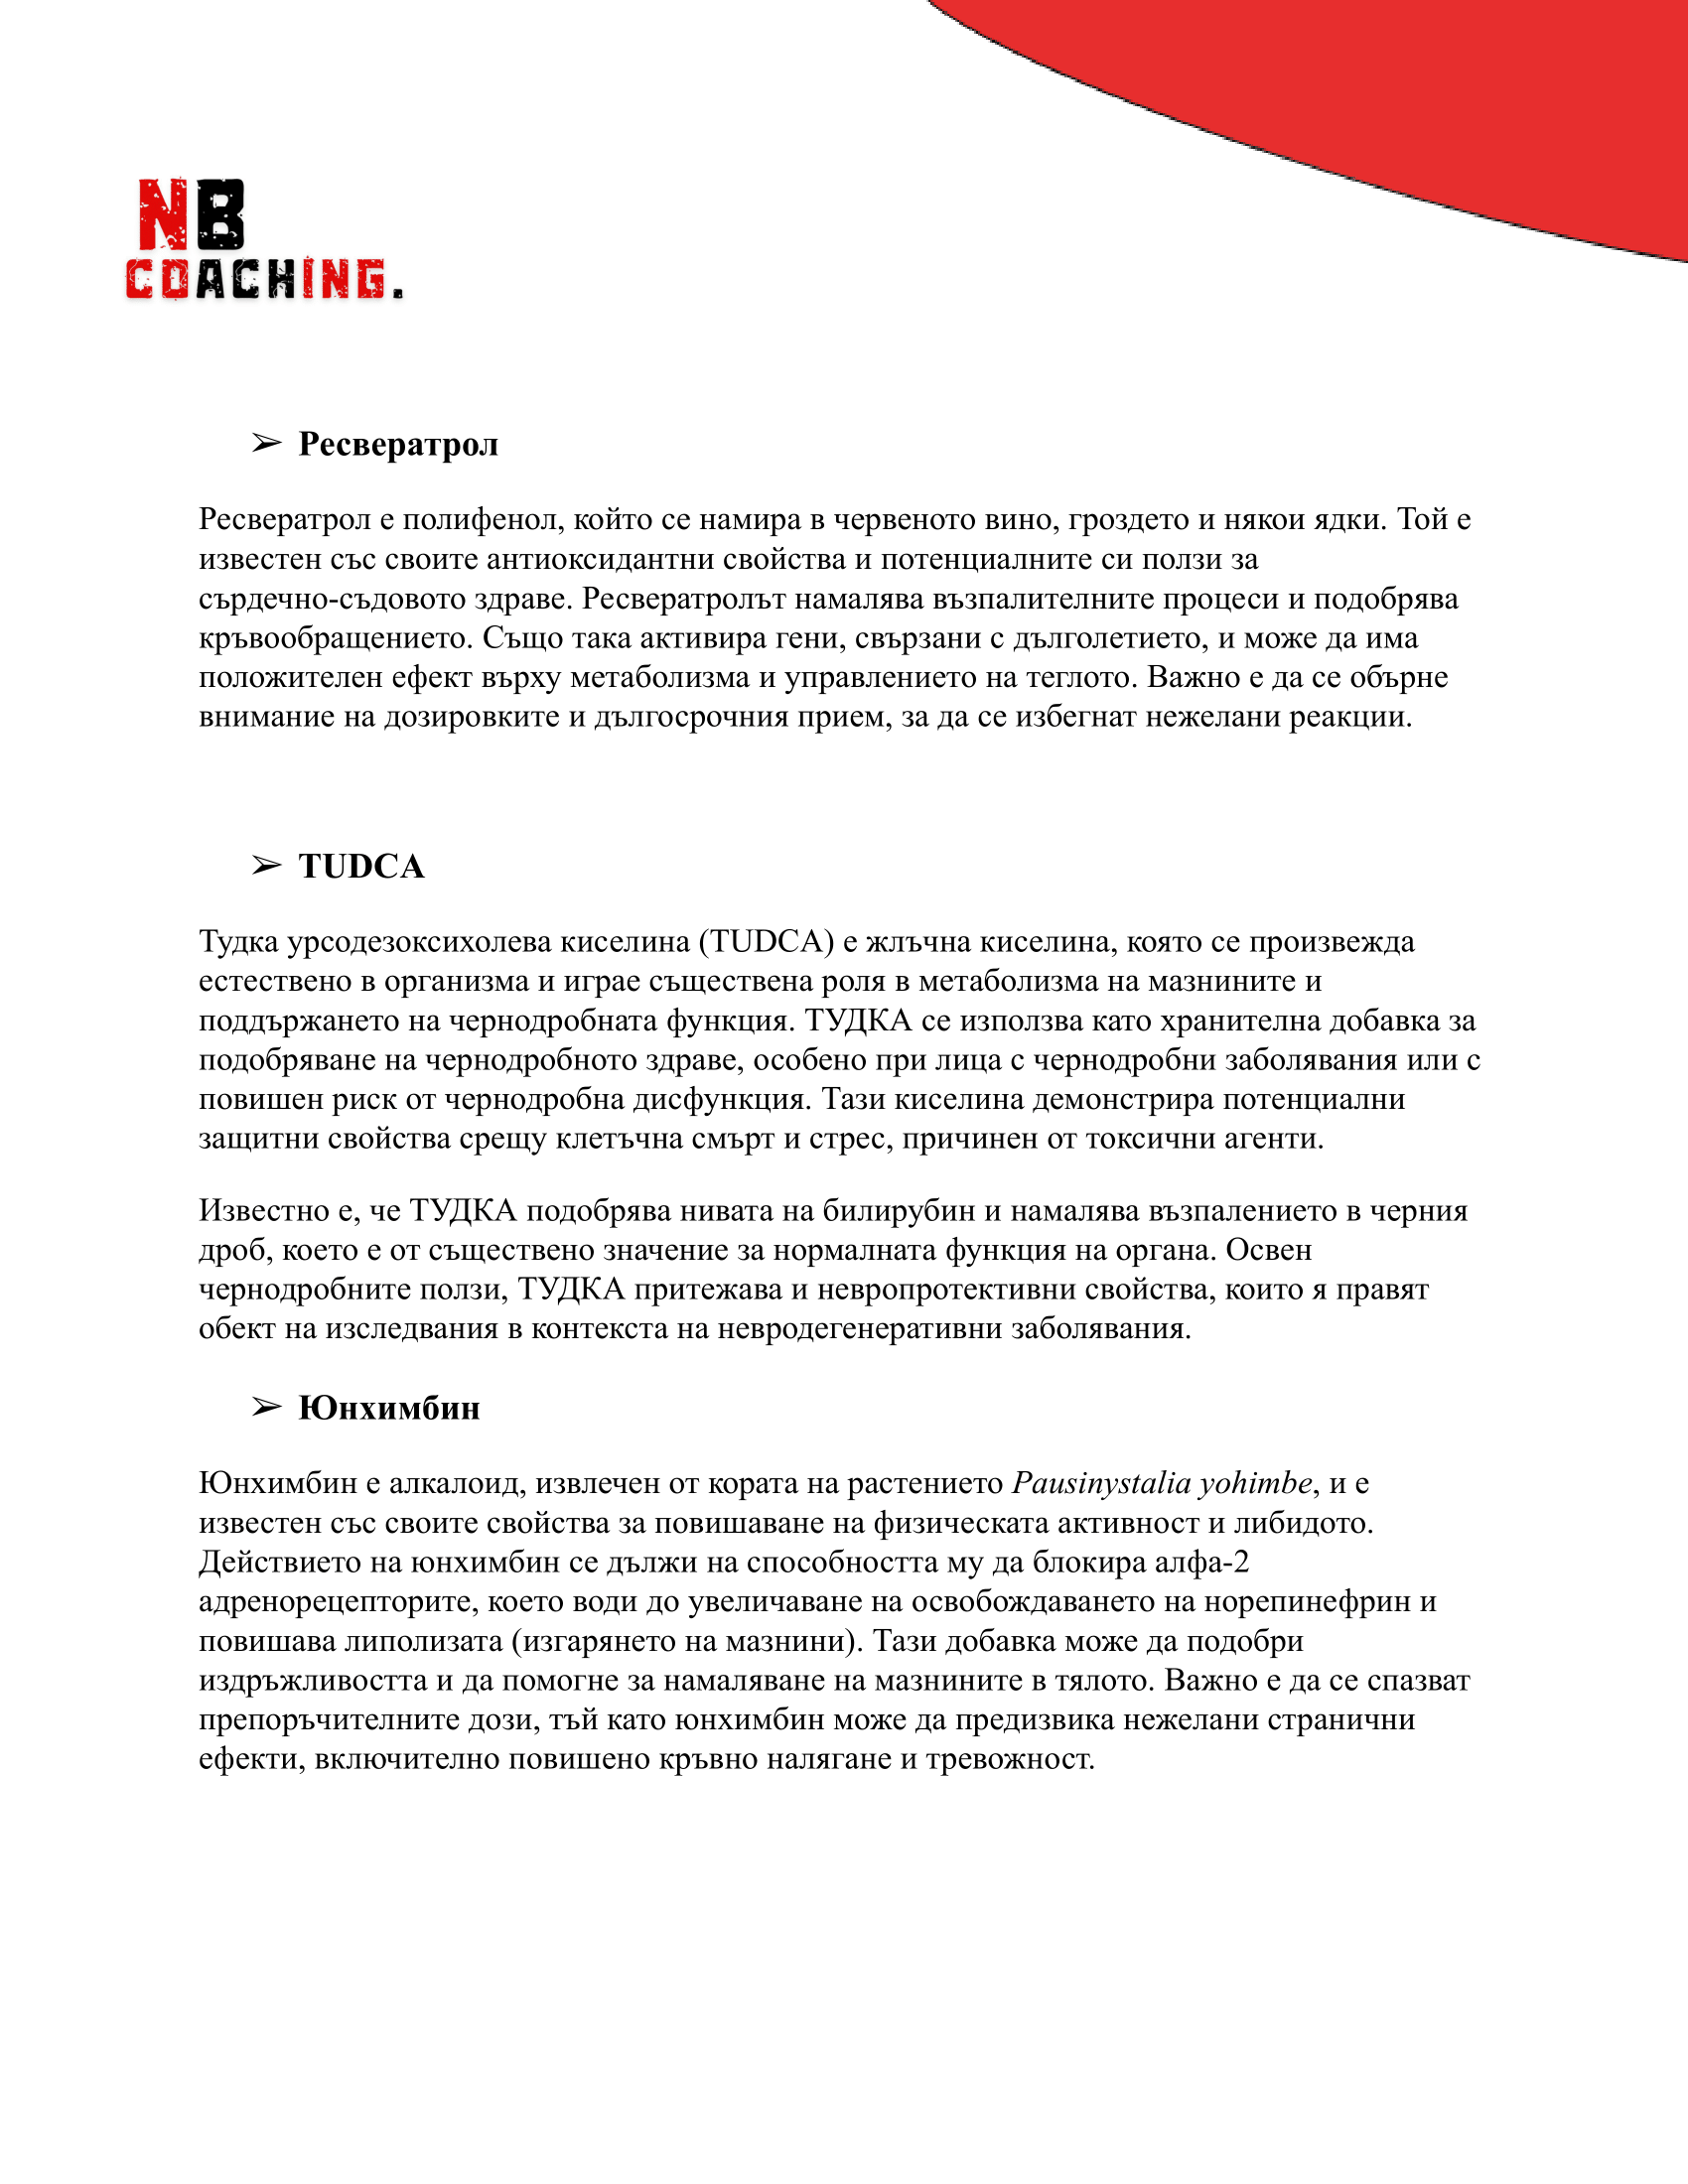 NB
COACHING.
➢ Ресвератрол
Ресвератрол е полифенол, който се намира в червеното вино, гроздето и някои ядки. Той е
известен със своите антиоксидантни свойства и потенциалните си ползи за
сърдечно-съдовото здраве. Ресвератролът намалява възпалителните процеси и подобрява
кръвообращението. Също така активира гени, свързани с дълголетието, и може да има
положителен ефект върху метаболизма и управлението на теглото. Важно е да се обърне
внимание на дозировките и дългосрочния прием, за да се избегнат нежелани реакции.
➢ TUDCA
Тудка урсодезоксихолева киселина (TUDCA) е жлъчна киселина, която се произвежда
естествено в организма и играе съществена роля в метаболизма на мазнините и
поддържането на чернодробната функция. ТУДКА се използва като хранителна добавка за
подобряване на чернодробното здраве, особено при лица с чернодробни заболявания или с
повишен риск от чернодробна дисфункция. Тази киселина демонстрира потенциални
защитни свойства срещу клетъчна смърт и стрес, причинен от токсични агенти.
Известно е, че ТУДКА подобрява нивата на билирубин и намалява възпалението в черния
дроб, което е от съществено значение за нормалната функция на органа. Освен
чернодробните ползи, ТУДКА притежава и невропротективни свойства, които я правят
обект на изследвания в контекста на невродегенеративни заболявания.
➢ Юнхимбин
Юнхимбин е алкалоид, извлечен от кората на растението Pausinystalia yohimbe, и е
известен със своите свойства за повишаване на физическата активност и либидото.
Действието на юнхимбин се дължи на способността му да блокира алфа-2
адренорецепторите, което води до увеличаване на освобождаването на норепинефрин и
повишава липолизата (изгарянето на мазнини). Тази добавка може да подобри
издръжливостта и да помогне за намаляване на мазнините в тялото. Важно е да се спазват
препоръчителните дози, тъй като юнхимбин може да предизвика нежелани странични
ефекти, включително повишено кръвно налягане и тревожност.